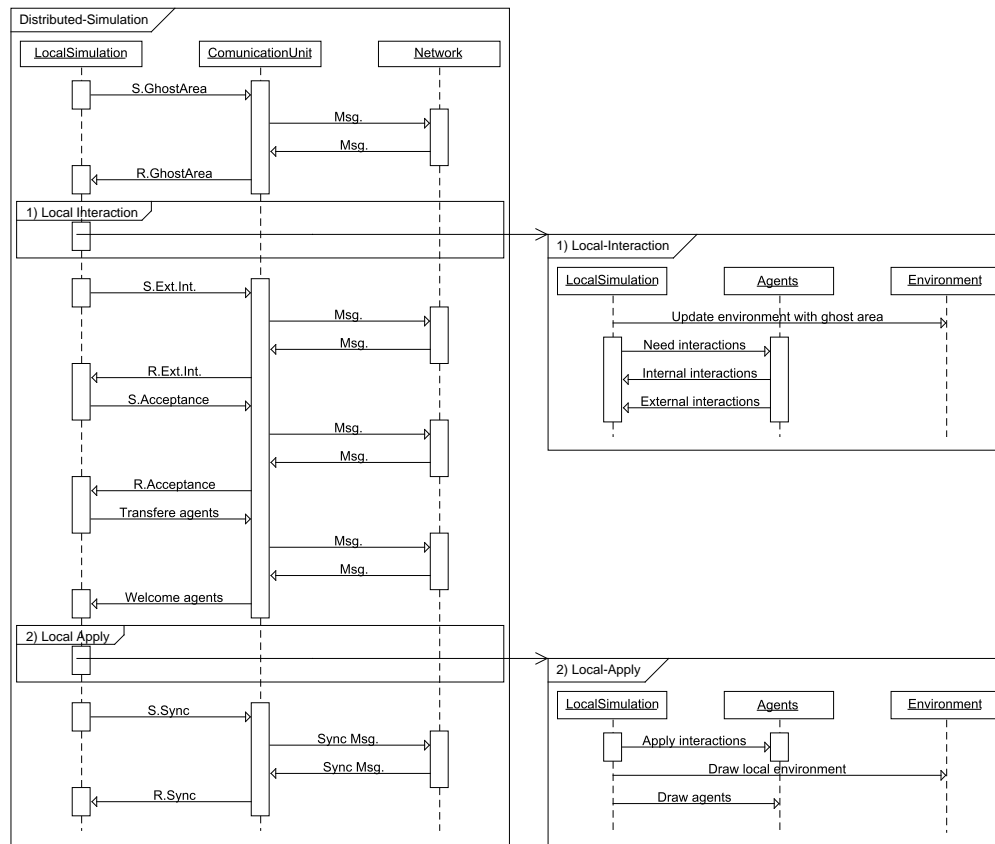 Distributed-Simulation
LocalSimulation
ComunicationUnit
Network
S.GhostArea
Msg.
Msg.
R.GhostArea
1) Local Interaction
S.Ext.Int.
Msg.
Msg.
R.Ext.Int.
S.Acceptance
Msg.
Msg.
R.Acceptance
Transfere agents
Msg.
Msg.
Welcome agents
2) Local Apply
S.Sync
Sync Msg.
Sync Msg.
R.Sync
1) Local-Interaction
LocalSimulation
Agents
Environment
Update environment with ghost area
Need interactions
Internal interactions
External interactions
2) Local-Apply
LocalSimulation
Agents
Environment
Apply interactions
Draw local environment
Draw agents